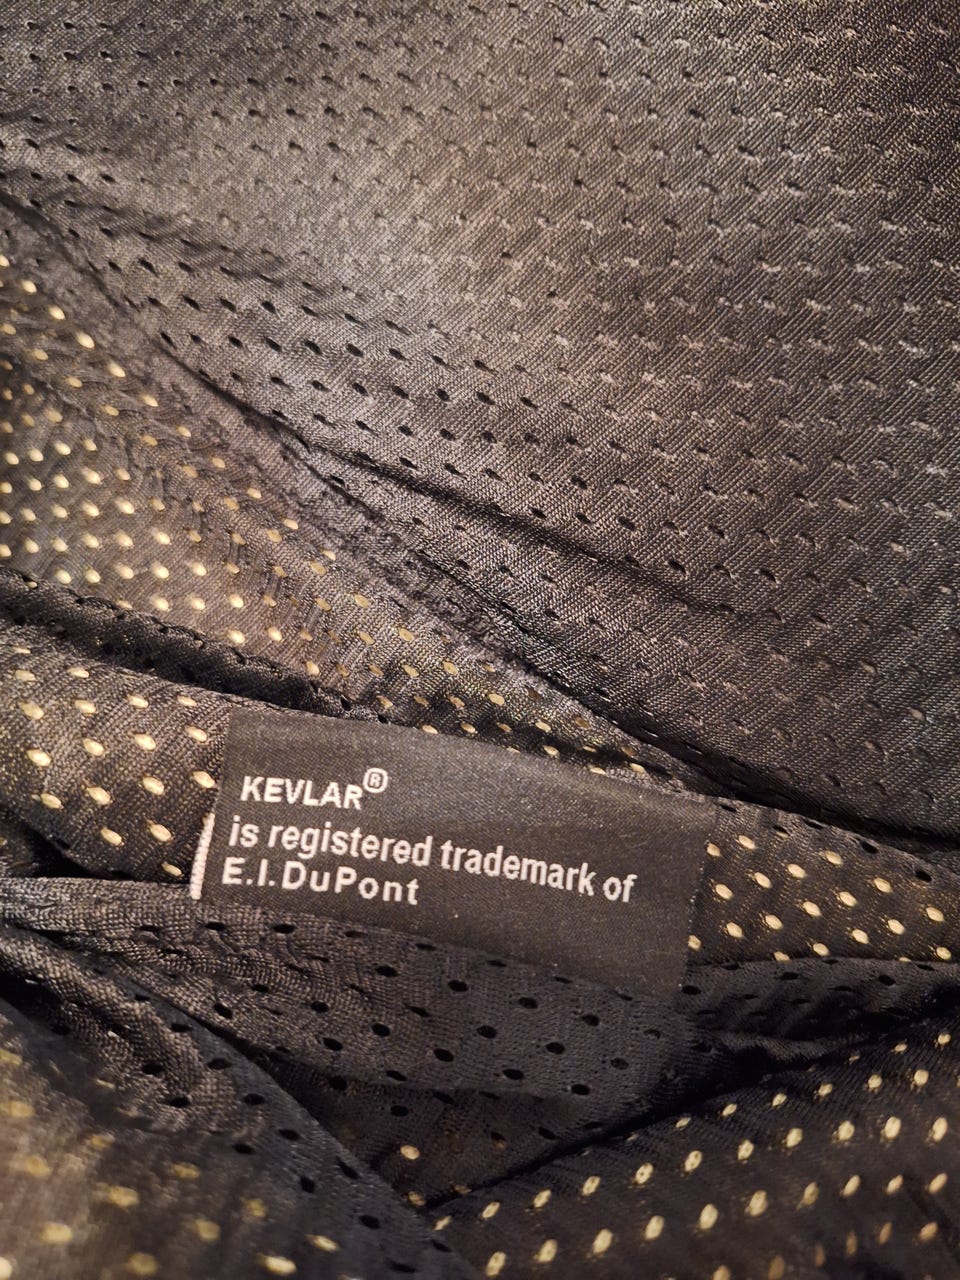 KEVLAR®
is registered trademark of
E.I.DuPont